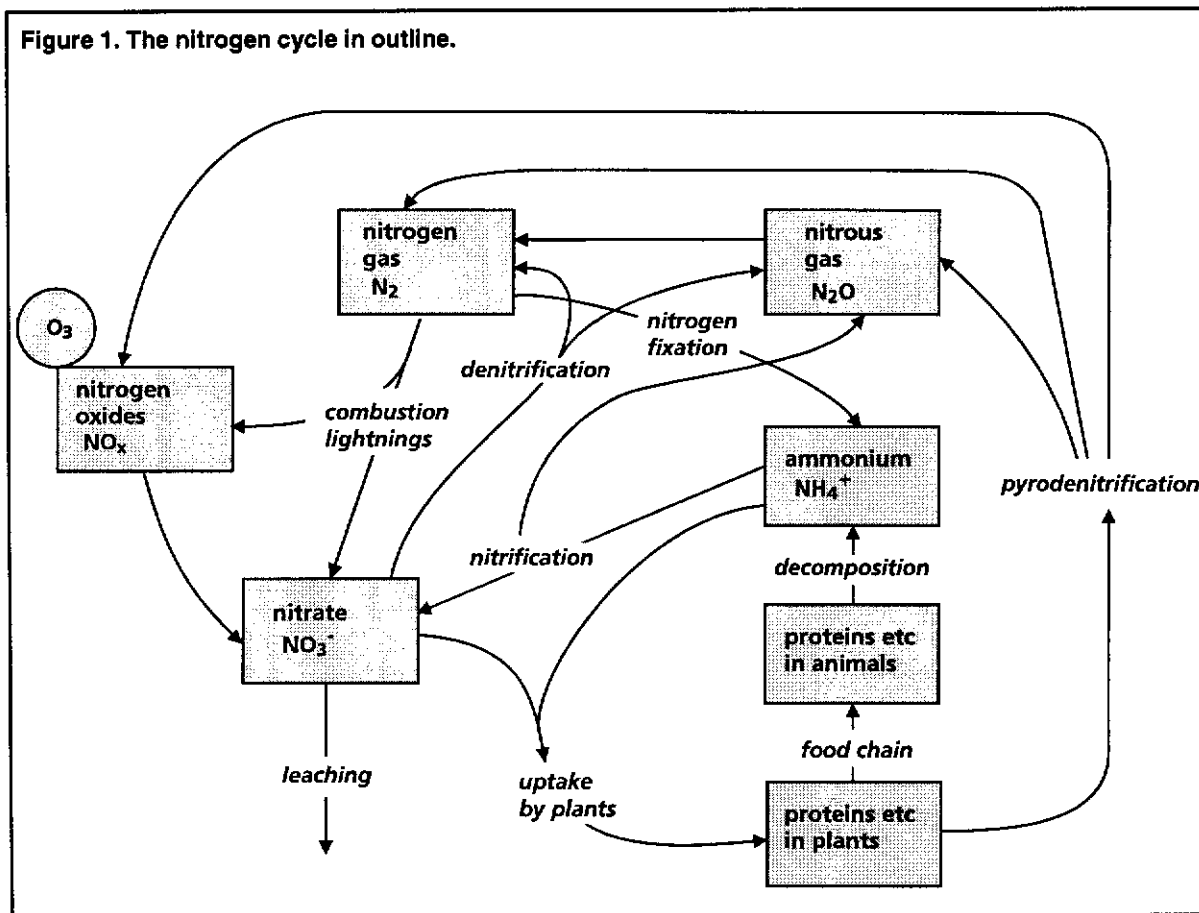 Figure 1. The nitrogen cycle in outline.
nitrogen
gas
N₂
nitrous
gas
N₂O
O₃
nitrogen
fixation
denitrification
nitrogen
oxides
NOₓ
combustion
lightnings
ammonium
NH₄⁺
pyrodenitrification
nitrification
decomposition
nitrate
NO₃⁻
proteins etc
in animals
food chain
leaching
uptake
by plants
proteins etc
in plants